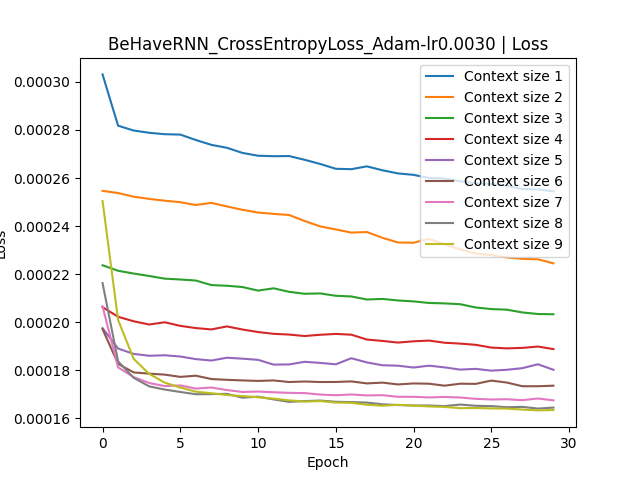 BeHaveRNN_CrossEntropyLoss_Adam-lr0.0030 | Loss
0.00030
0.00028
0.00026
0.00024
0.00022
0.00020
0.00018
0.00016
Loss
Context size 1
Context size 2
Context size 3
Context size 4
Context size 5
Context size 6
Context size 7
Context size 8
Context size 9
0 5 10 15 20 25 30
Epoch